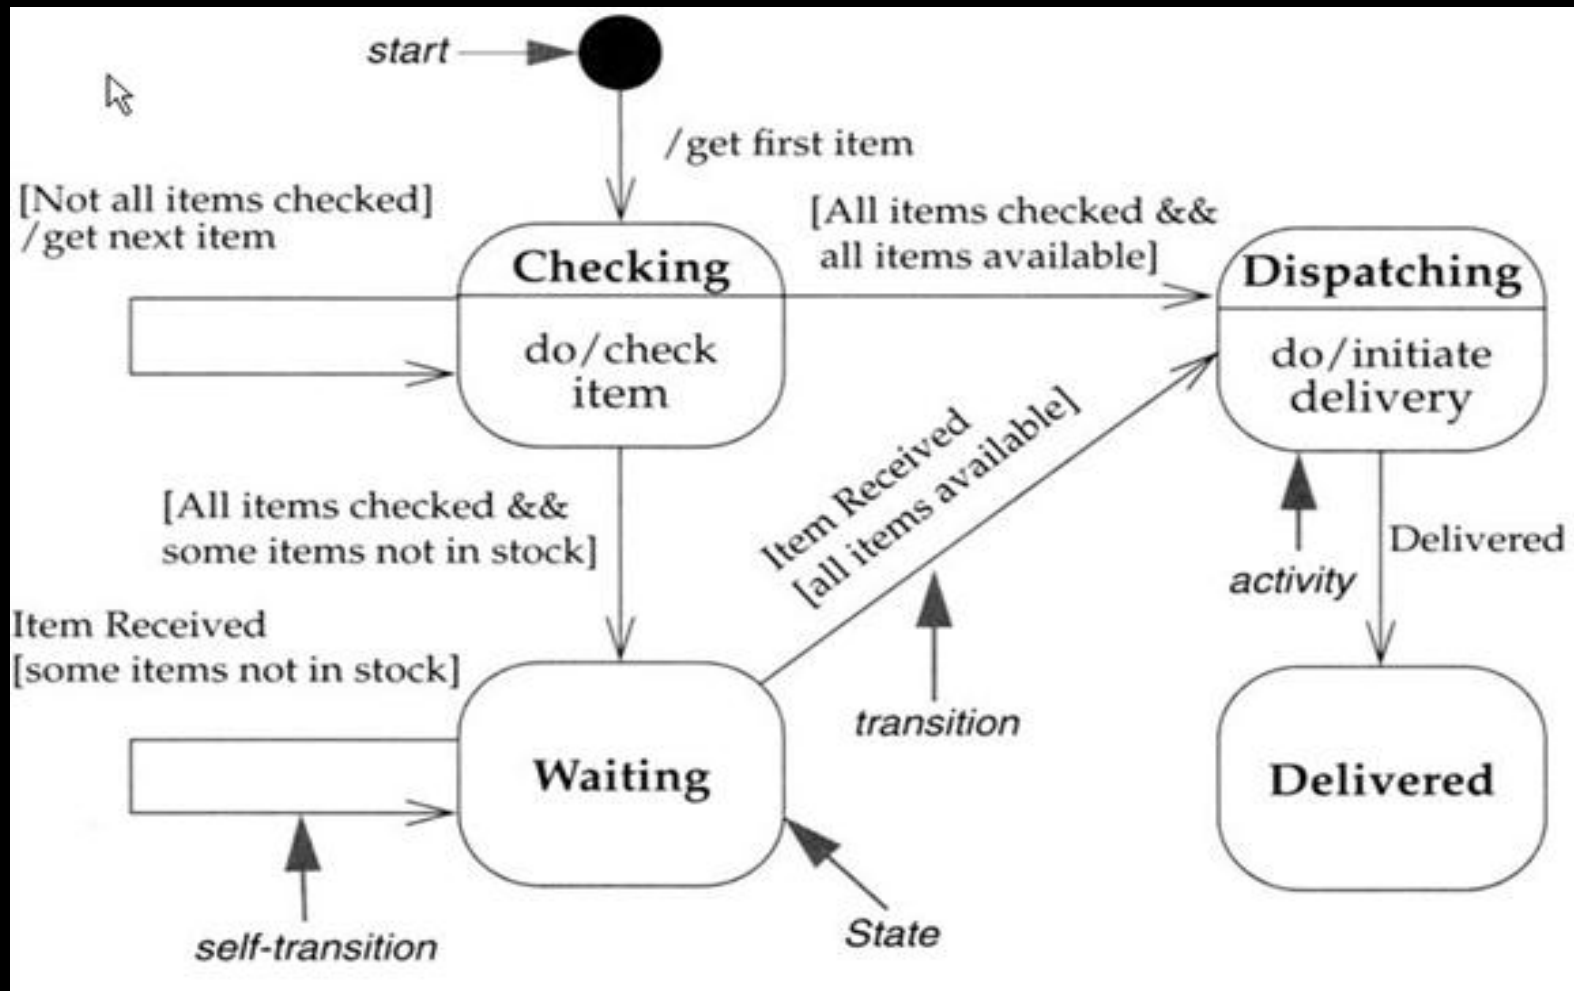 start
/get first item
[Not all items checked]
/get next item
[All items checked &&
all items available]
Checking
do/check
item
Dispatching
do/initiate
delivery
[All items checked &&
some items not in stock]
Item Received
[all items available]
activity
Delivered
Item Received
[some items not in stock]
transition
Waiting
Delivered
self-transition
State